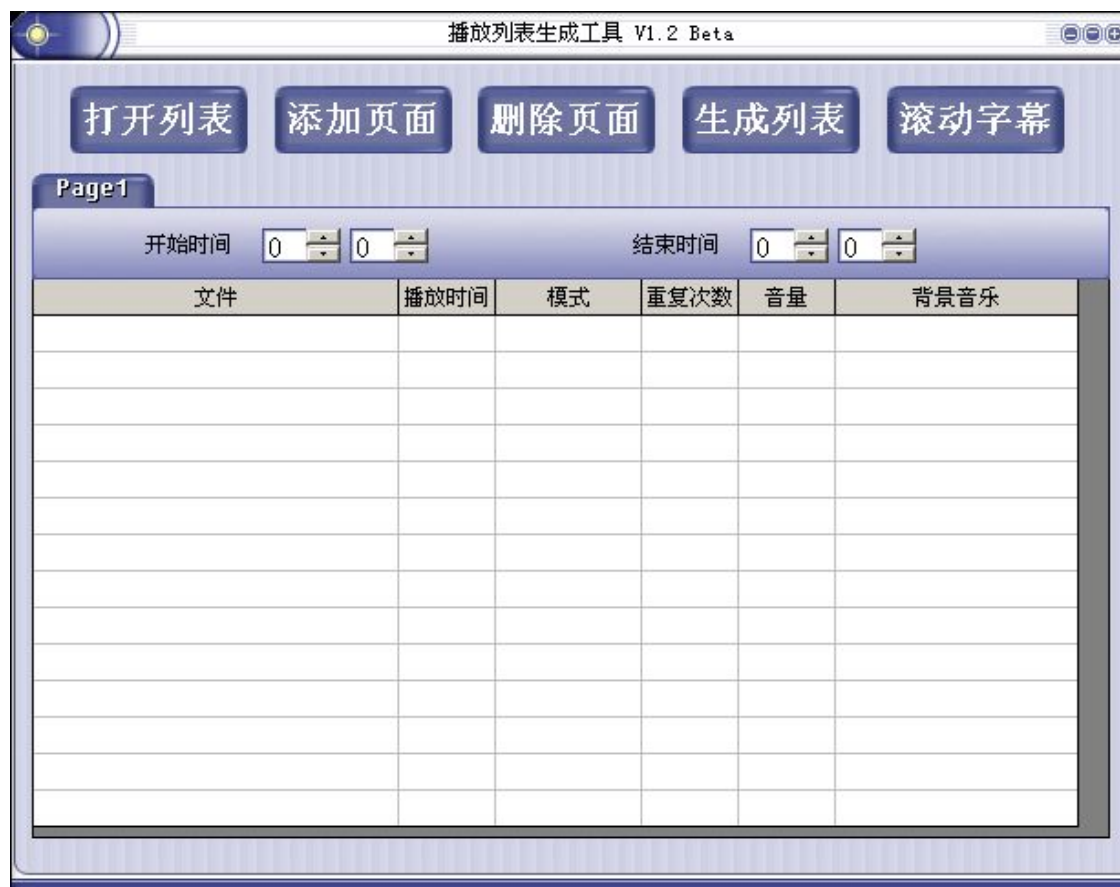 播放列表生成工具 V1.2 Beta
打开列表 添加页面 删除页面 生成列表 滚动字幕
Page1
开始时间 0 0 结束时间 0 0
文件 播放时间 模式 重复次数 音量 背景音乐